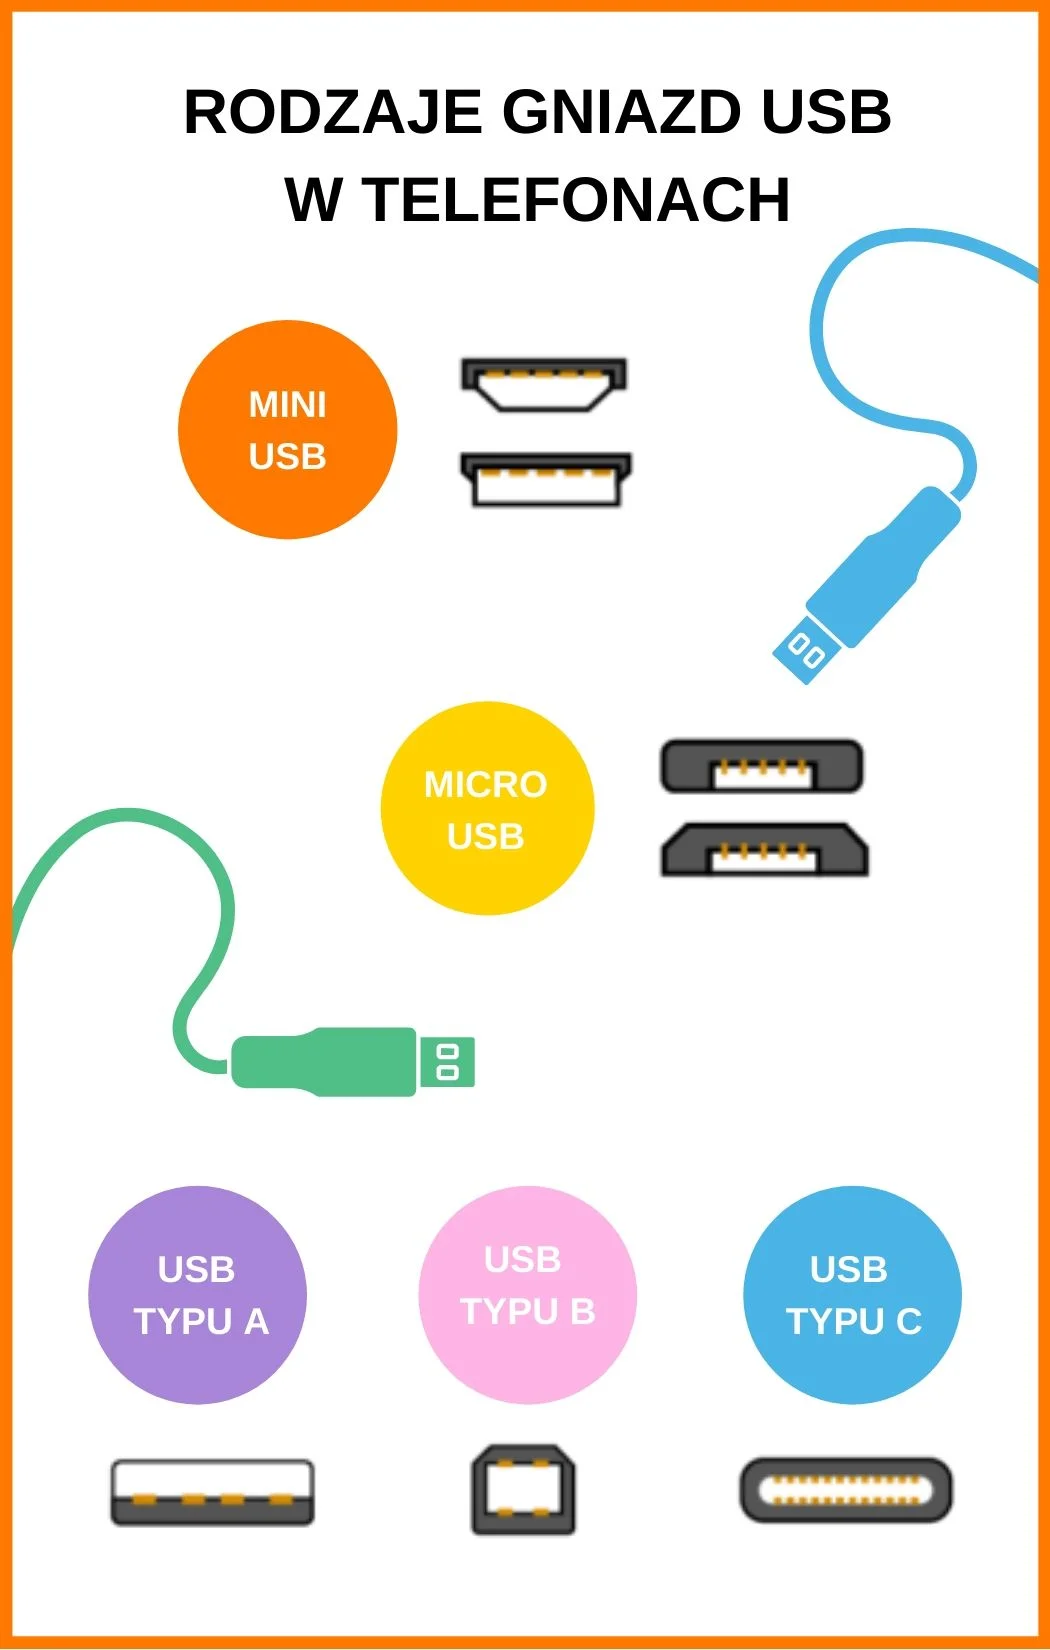 RODZAJE GNIAZD USB
W TELEFONACH
MINI
USB
MICRO
USB
USB
TYPU A
USB
TYPU B
USB
TYPU C